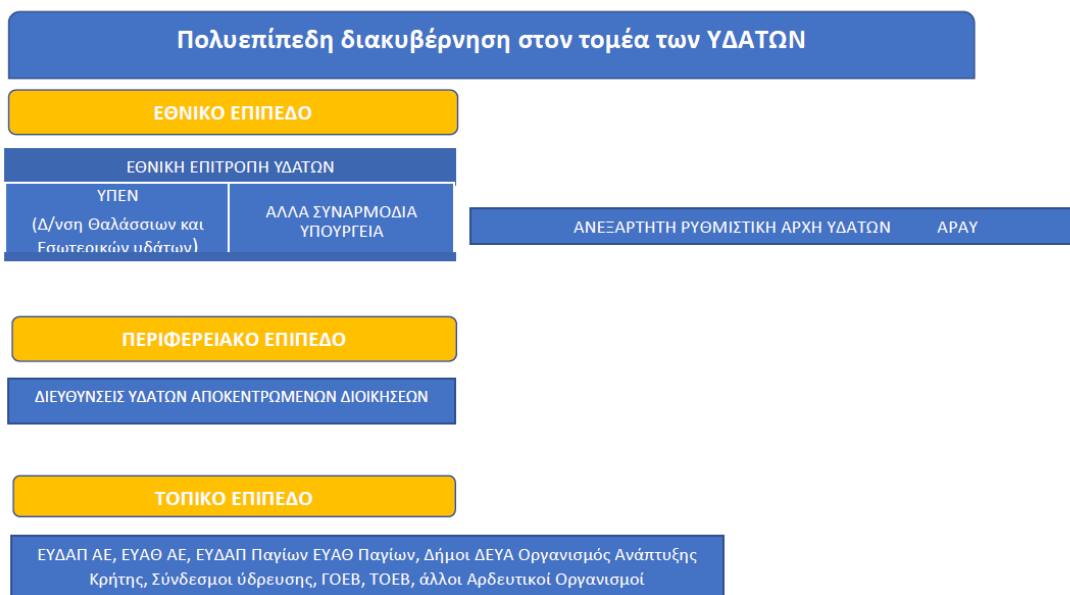 Πολυεπίπεδη διακυβέρνηση στον τομέα των ΥΔΑΤΩΝ
ΕΘΝΙΚΟ ΕΠΙΠΕΔΟ
ΕΘΝΙΚΗ ΕΠΙΤΡΟΠΗ ΥΔΑΤΩΝ
ΥΠΕΝ
(Δ/νση Θαλάσσιων και
Εσωτερικών υδάτων)
ΑΛΛΑ ΣΥΝΑΡΜΟΔΙΑ
ΥΠΟΥΡΓΕΙΑ
ΑΝΕΞΑΡΤΗΤΗ ΡΥΘΜΙΣΤΙΚΗ ΑΡΧΗ ΥΔΑΤΩΝ ΑΡΑΥ
ΠΕΡΙΦΕΡΕΙΑΚΟ ΕΠΙΠΕΔΟ
ΔΙΕΥΘΥΝΣΕΙΣ ΥΔΑΤΩΝ ΑΠΟΚΕΝΤΡΩΜΕΝΩΝ ΔΙΟΙΚΗΣΕΩΝ
ΤΟΠΙΚΟ ΕΠΙΠΕΔΟ
ΕΥΔΑΠ ΑΕ, ΕΥΑΘ ΑΕ, ΕΥΔΑΠ Παγίων ΕΥΑΘ Παγίων, Δήμοι ΔΕΥΑ Οργανισμός Ανάπτυξης
Κρήτης, Σύνδεσμοι ύδρευσης, ΓΟΕΒ, ΤΟΕΒ, άλλοι Αρδευτικοί Οργανισμοί